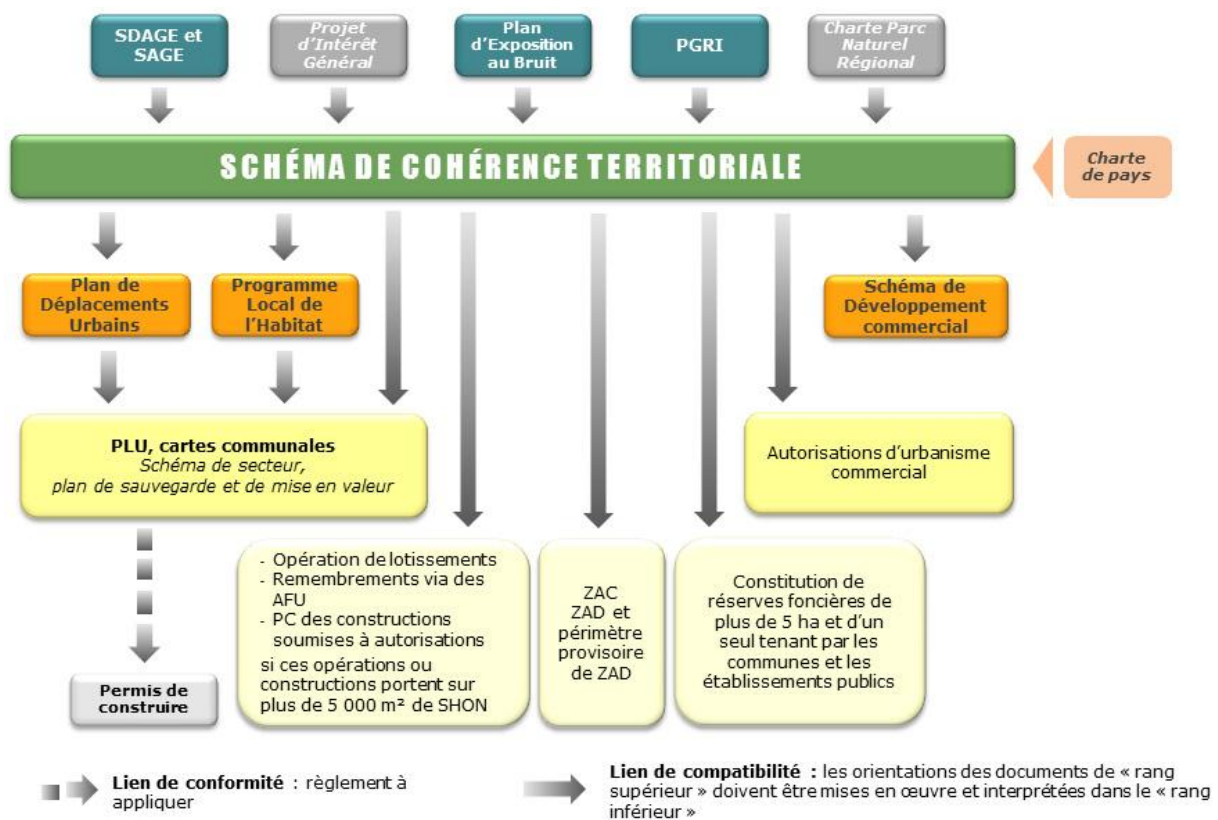 SDAGE et
SAGE
Projet
d'Intérêt
Général
Plan
d'Exposition
au Bruit
PGRI
Charte Parc
Naturel
Régional
SCHÉMA DE COHÉRENCE TERRITORIALE
Charte
de pays
Plan de
Déplacements
Urbains
Programme
Local de
l'Habitat
Schéma de
Développement
commercial
PLU, cartes communales
Schéma de secteur,
plan de sauvegarde et de mise en valeur
Autorisations d'urbanisme
commercial
- Opération de lotissements
- Remembrements via des
AFU
- PC des constructions
soumises à autorisations
si ces opérations ou
constructions portent sur
plus de 5 000 m² de SHON
ZAC
ZAD et
périmètre
provisoire
de ZAD
Constitution de
réserves foncières de
plus de 5 ha et d'un
seul tenant par les
communes et les
établissements publics
Permis de
construire
Lien de conformité : règlement à
appliquer
Lien de compatibilité : les orientations des documents de « rang
supérieur » doivent être mises en œuvre et interprétées dans le « rang
inférieur »